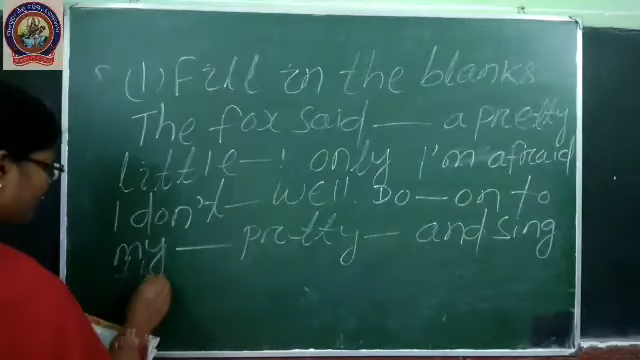 (1) Fill in the blanks
The fox said — a pretty
little — ! only I'm afraid
I don't — well. Do — on to
my — pretty — and sing